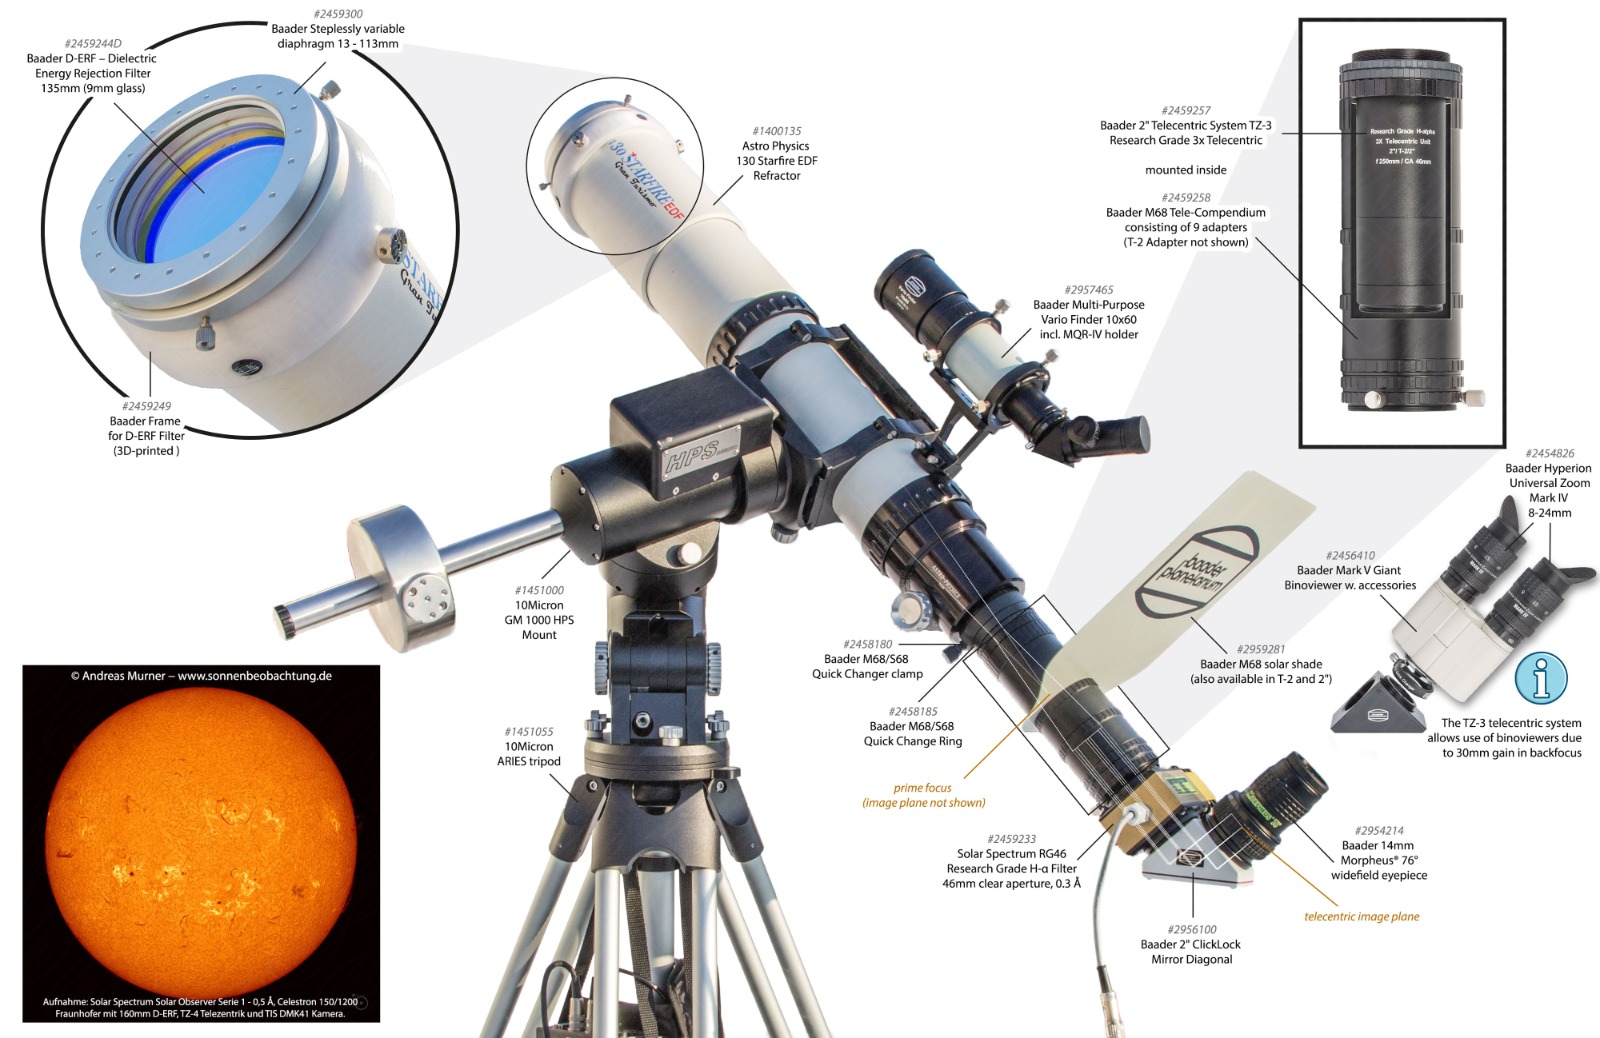 #2459300
Baader Steplessly variable
diaphragm 13 - 113mm
#2459244D
Baader D-ERF – Dielectric
Energy Rejection Filter
135mm (9mm glass)
#2459249
Baader Frame
for D-ERF Filter
(3D-printed )
130 STARFIRE EDF
Gran Turismo
#1400135
Astro Physics
130 Starfire EDF
Refractor
#2957465
Baader Multi-Purpose
Vario Finder 10x60
incl. MQR-IV holder
#2459257
Baader 2" Telecentric System TZ-3
Research Grade 3x Telecentric
mounted inside
#2459258
Baader M68 Tele-Compendium
consisting of 9 adapters
(T-2 Adapter not shown)
Research Grade H-alpha
3X Telecentric Unit
2"/ T-2/2"
f 250mm / CA 46mm
HPS
#1451000
10Micron
GM 1000 HPS
Mount
#1451055
10Micron
ARIES tripod
#2458180
Baader M68/S68
Quick Changer clamp
#2458185
Baader M68/S68
Quick Change Ring
prime focus
(image plane not shown)
baader
planetarium
#2959281
Baader M68 solar shade
(also available in T-2 and 2")
#2454826
Baader Hyperion
Universal Zoom
Mark IV
8-24mm
#2456410
Baader Mark V Giant
Binoviewer w. accessories
i
The TZ-3 telecentric system
allows use of binoviewers due
to 30mm gain in backfocus
#2459233
Solar Spectrum RG46
Research Grade H-α Filter
46mm clear aperture, 0.3 Å
#2954214
Baader 14mm
Morpheus® 76°
widefield eyepiece
telecentric image plane
#2956100
Baader 2" ClickLock
Mirror Diagonal
© Andreas Murner – www.sonnenbeobachtung.de
Aufnahme: Solar Spectrum Solar Observer Serie 1 - 0,5 Å, Celestron 150/1200
Fraunhofer mit 160mm D-ERF, TZ-4 Telezentrik und TIS DMK41 Kamera.